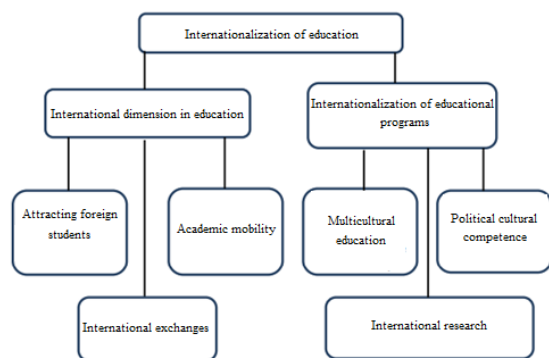 Internationalization of education
International dimension in education
Internationalization of educational
programs
Attracting foreign
students
Academic mobility
Multicultural
education
Political cultural
competence
International exchanges
International research